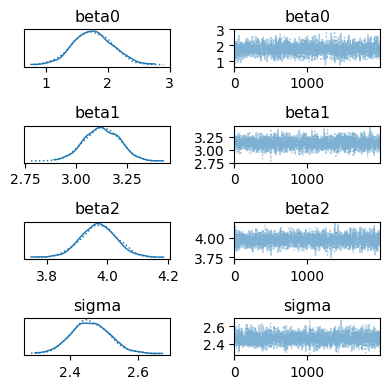 beta0 beta0
3
2
1
1 2 3 0 1000
beta1 beta1
3.25
3.00
2.75
2.75 3.00 3.25 0 1000
beta2 beta2
4.00
3.75
3.8 4.0 4.2 0 1000
sigma sigma
2.6
2.4
2.4 2.6 0 1000